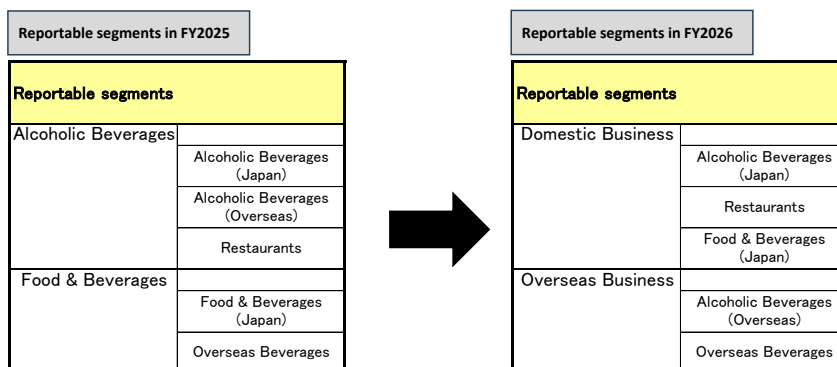 Reportable segments in FY2025
Reportable segments
Alcoholic Beverages
Alcoholic Beverages
(Japan)
Alcoholic Beverages
(Overseas)
Restaurants
Food & Beverages
Food & Beverages
(Japan)
Overseas Beverages
Reportable segments in FY2026
Reportable segments
Domestic Business
Alcoholic Beverages
(Japan)
Restaurants
Food & Beverages
(Japan)
Overseas Business
Alcoholic Beverages
(Overseas)
Overseas Beverages